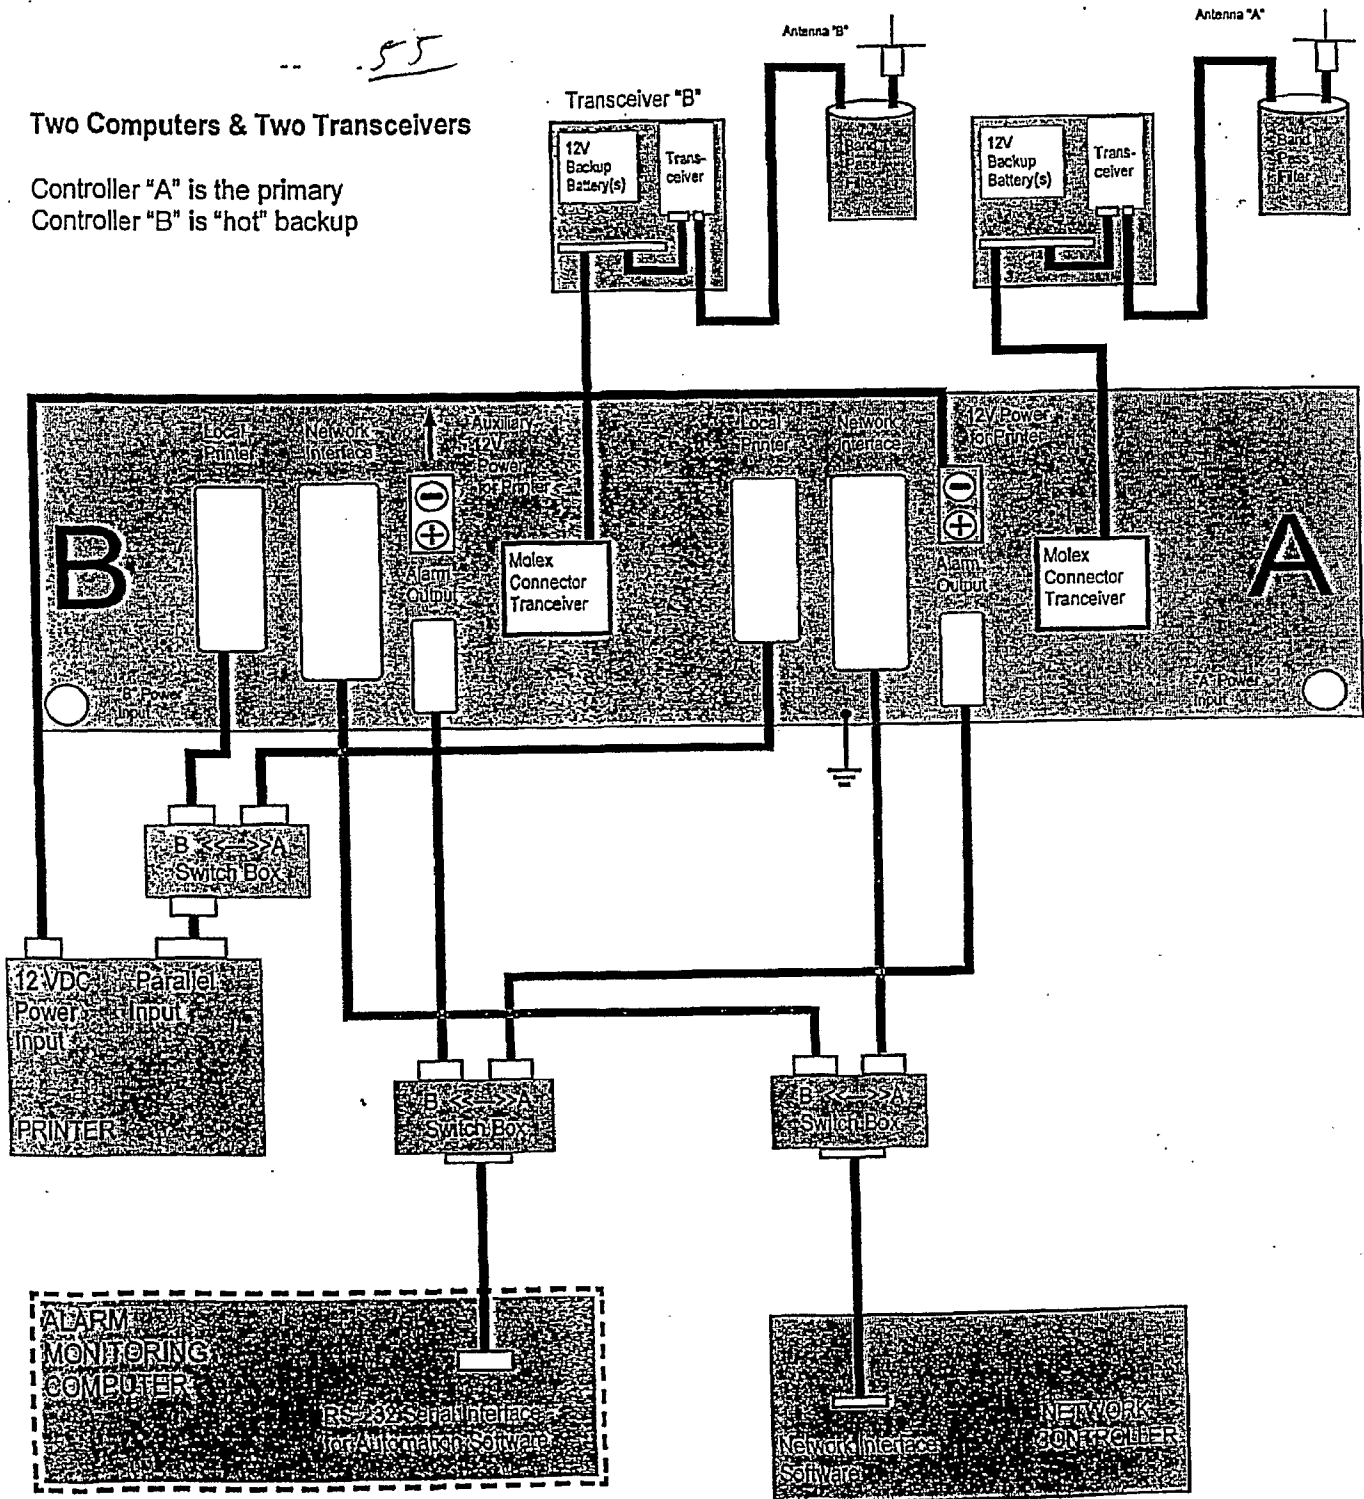 55
Antenna "B"
Antenna "A"
Two Computers & Two Transceivers
Controller "A" is the primary
Controller "B" is "hot" backup
Transceiver "B"
12V
Backup
Battery(s)
Trans-
ceiver
Band
Pass
Filter
12V
Backup
Battery(s)
Trans-
ceiver
Band
Pass
Filter
B
Local
Printer
Network
Interface
Auxiliary
12V
Power
for Printer
Alarm
Output
Molex
Connector
Tranceiver
"B" Power
Input
Local
Printer
Network
Interface
12V Power
for Printer
Alarm
Output
Molex
Connector
Tranceiver
A
"A" Power
Input
B <<-->> A
Switch Box
12 VDC
Power
Input
Parallel
Input
PRINTER
B <<-->> A
Switch Box
B <<-->> A
Switch Box
ALARM
MONITORING
COMPUTER
RS-232 Serial Interface
for Automation Software
Network Interface
Software
NETWORK
CONTROLLER